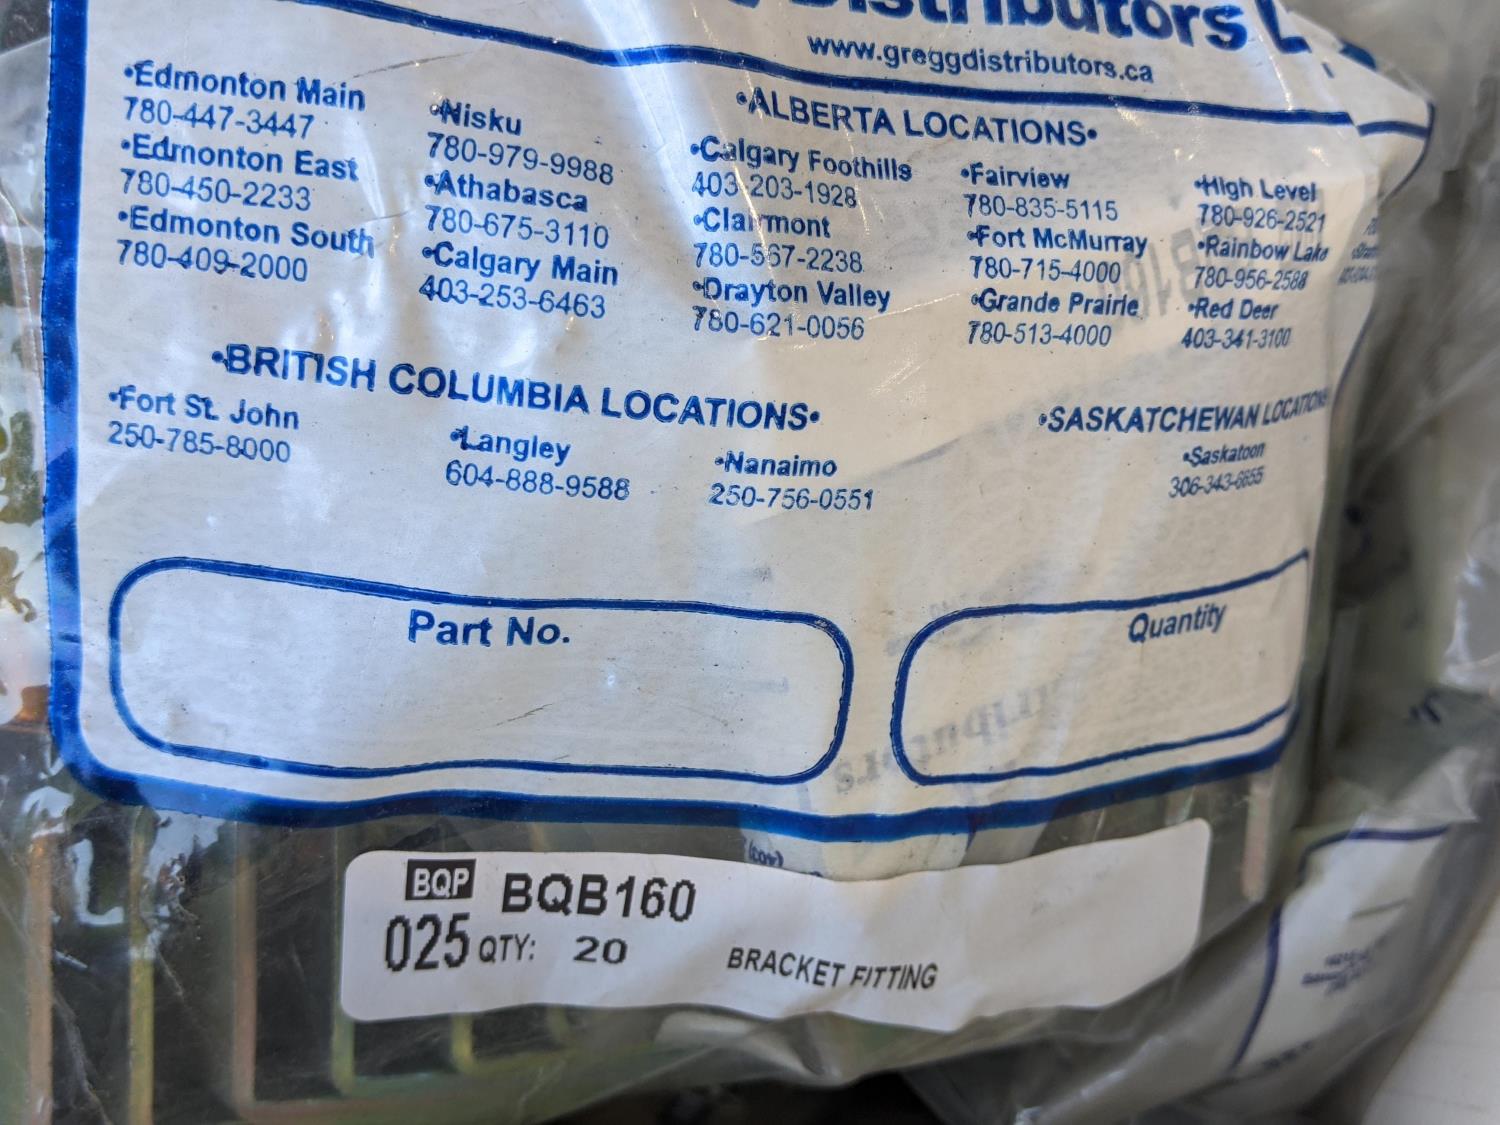 Distributors L
www.greggdistributors.ca
•ALBERTA LOCATIONS•
•Edmonton Main
780-447-3447
•Edmonton East
780-450-2233
•Edmonton South
780-409-2000
•Nisku
780-979-9988
•Athabasca
780-675-3110
•Calgary Main
403-253-6463
•Calgary Foothills
403-203-1928
•Clairmont
780-567-2238
•Drayton Valley
780-621-0056
•Fairview
780-835-5115
•Fort McMurray
780-715-4000
•Grande Prairie
780-513-4000
•High Level
780-926-2521
•Rainbow Lake
780-956-2588
•Red Deer
403-341-3100
•BRITISH COLUMBIA LOCATIONS•
•Fort St. John
250-785-8000
•Langley
604-888-9588
•Nanaimo
250-756-0551
•SASKATCHEWAN LOCATIONS
•Saskatoon
306-343-6655
Part No.
Quantity
BQP BQB160
025 QTY: 20 BRACKET FITTING